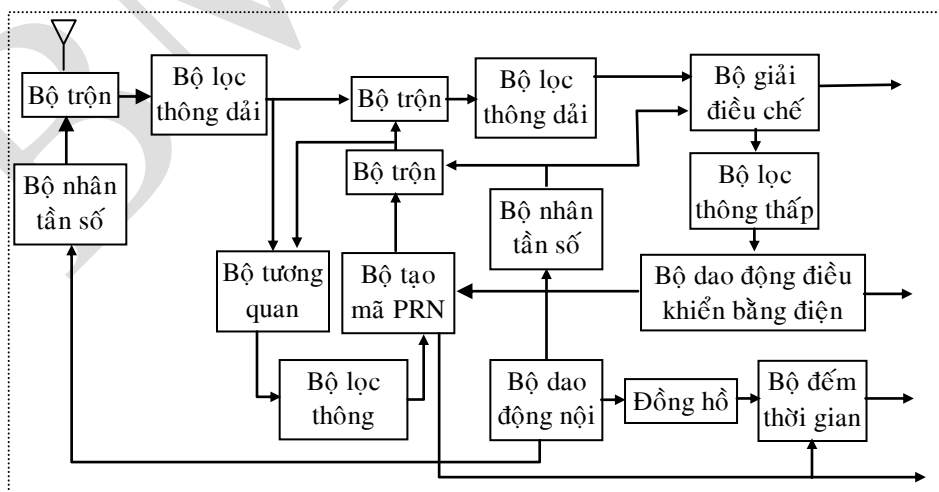 Bộ trộn
Bộ lọc
thông dải
Bộ trộn
Bộ lọc
thông dải
Bộ giải
điều chế
Bộ nhân
tần số
Bộ trộn
Bộ nhân
tần số
Bộ lọc
thông thấp
Bộ tương
quan
Bộ tạo
mã PRN
Bộ dao động điều
khiển bằng điện
Bộ lọc
thông
Bộ dao
động nội
Đồng hồ
Bộ đếm
thời gian